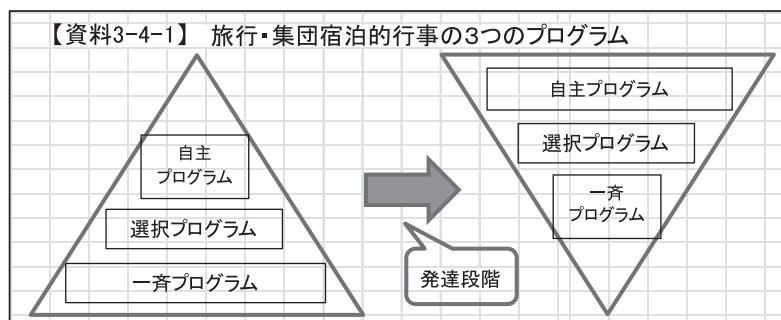 【資料3-4-1】 旅行・集団宿泊的行事の3つのプログラム
自主
プログラム
選択プログラム
一斉プログラム
発達段階
自主プログラム
選択プログラム
一斉
プログラム